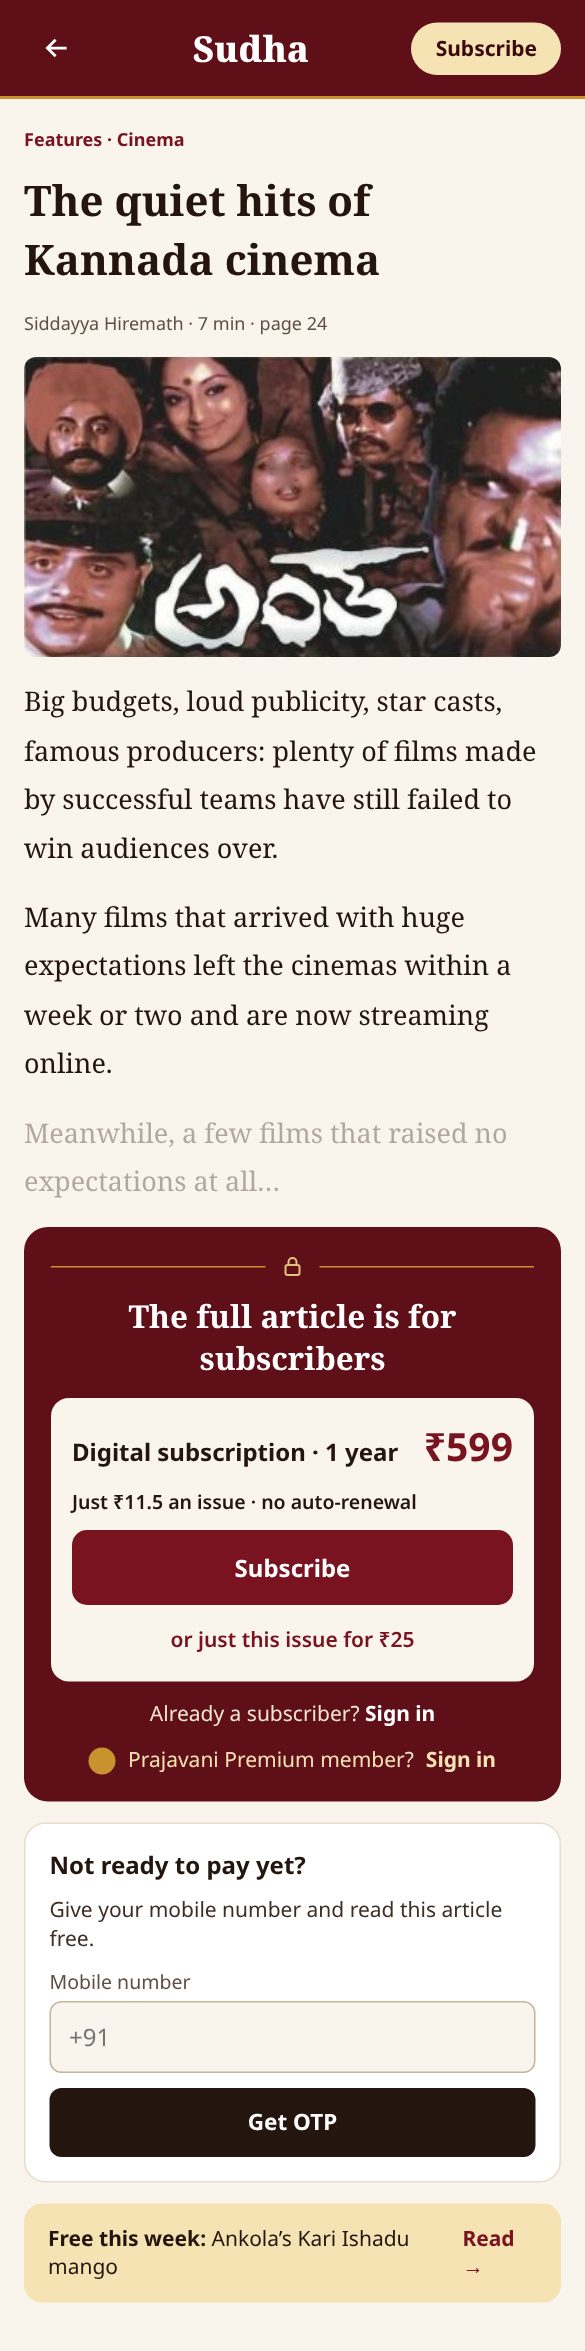 ←
Sudha
Subscribe
Features · Cinema
The quiet hits of
Kannada cinema
Siddayya Hiremath · 7 min · page 24
ಅಂತ
Big budgets, loud publicity, star casts,
famous producers: plenty of films made
by successful teams have still failed to
win audiences over.
Many films that arrived with huge
expectations left the cinemas within a
week or two and are now streaming
online.
Meanwhile, a few films that raised no
expectations at all…
The full article is for
subscribers
Digital subscription · 1 year ₹599
Just ₹11.5 an issue · no auto-renewal
Subscribe
or just this issue for ₹25
Already a subscriber? Sign in
Prajavani Premium member? Sign in
Not ready to pay yet?
Give your mobile number and read this article
free.
Mobile number
+91
Get OTP
Free this week: Ankola’s Kari Ishadu
mango
Read
→